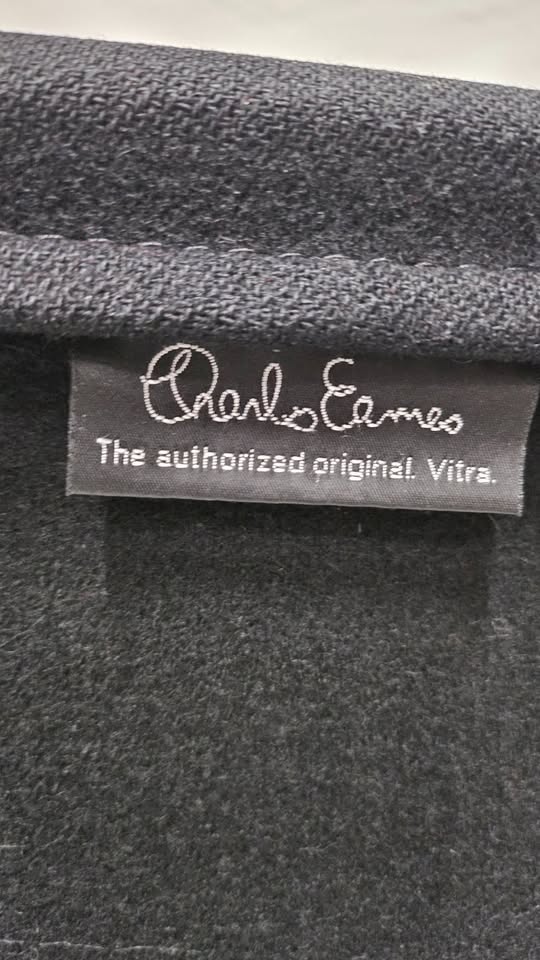 Charles Eames
The authorized original. Vitra.